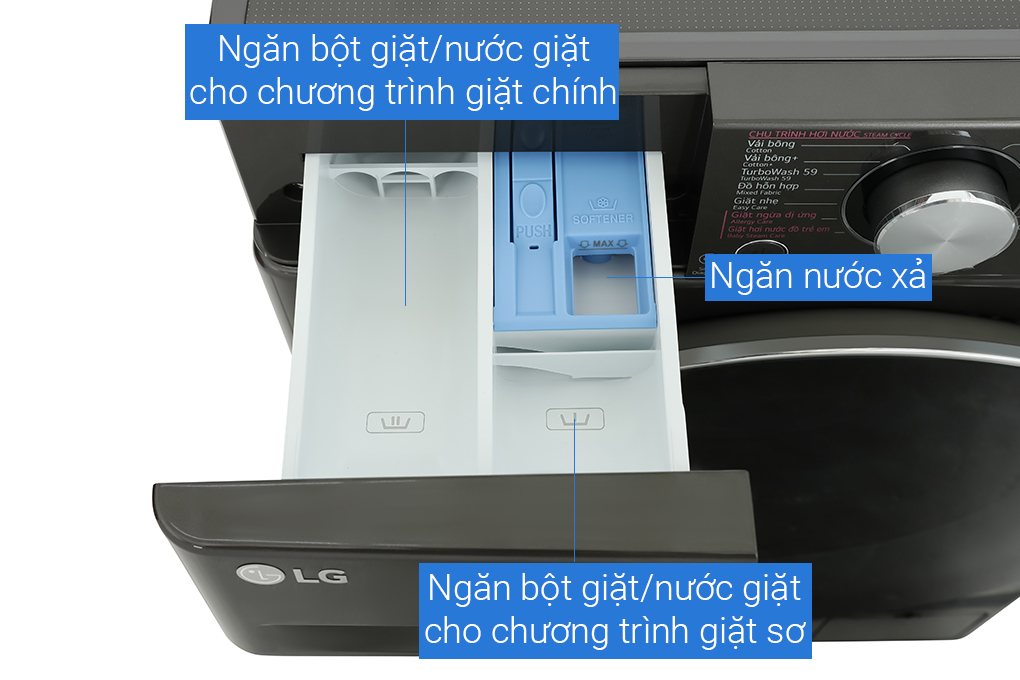 Ngăn bột giặt/nước giặt
cho chương trình giặt chính
CHU TRÌNH HƠI NƯỚC STEAM CYCLE
Vải bông
Cotton
Vải bông+
Cotton+
TurboWash 59
TurboWash 59
Đồ hỗn hợp
Mixed Fabric
Giặt nhẹ
Easy Care
Giặt ngừa dị ứng
Allergy Care
Giặt hơi nước đồ trẻ em
Baby Steam Care
SOFTENER
PUSH
MAX
Ngăn nước xả
LG
Ngăn bột giặt/nước giặt
cho chương trình giặt sơ